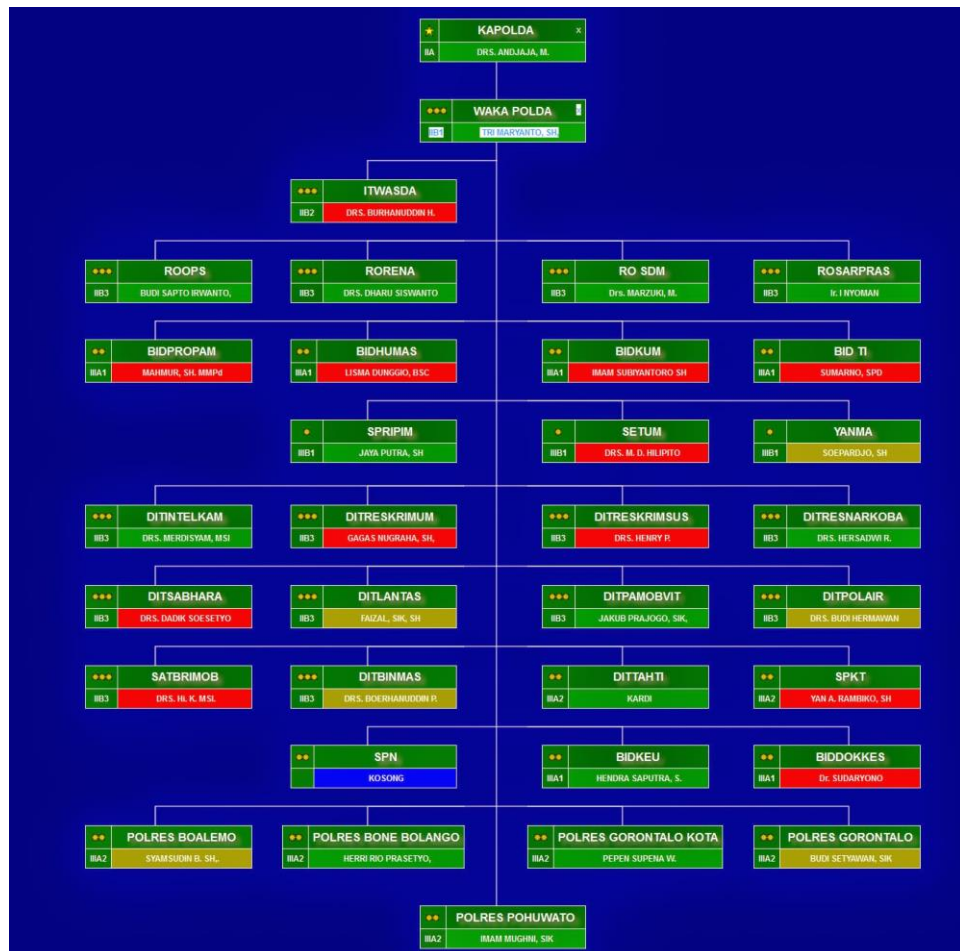 KAPOLDA x
IIA DRS. ANDJAJA, M.
WAKA POLDA
IIB1 TRI MARYANTO, SH,
ITWASDA
IIB2 DRS. BURHANUDDIN H.
ROOPS RORENA RO SDM ROSARPRAS
IIB3 BUDI SAPTO IRWANTO, IIB3 DRS. DHARU SISWANTO IIB3 Drs. MARZUKI, M. IIB3 Ir. I NYOMAN
BIDPROPAM BIDHUMAS BIDKUM BID TI
IIIA1 MAHMUR, SH. MMPd IIIA1 LISMA DUNGGIO, BSC IIIA1 IMAM SUBIYANTORO SH IIIA1 SUMARNO, SPD
SPRIPIM SETUM YANMA
IIIB1 JAYA PUTRA, SH IIIB1 DRS. M. D. HILIPITO IIIB1 SOEPARDJO, SH
DITINTELKAM DITRESKRIMUM DITRESKRIMSUS DITRESNARKOBA
IIB3 DRS. MERDISYAM, MSI IIB3 GAGAS NUGRAHA, SH, IIB3 DRS. HENRY P. IIB3 DRS. HERSADWI R.
DITSABHARA DITLANTAS DITPAMOBVIT DITPOLAIR
IIB3 DRS. DADIK SOESETYO IIB3 FAIZAL, SIK, SH IIB3 JAKUB PRAJOGO, SIK, IIB3 DRS. BUDI HERMAWAN
SATBRIMOB DITBINMAS DITTAHTI SPKT
IIB3 DRS. Hi. K. MSi. IIB3 DRS. BOERHANUDDIN P. IIIA2 KARDI IIIA2 YAN A. RAMBIKO, SH
SPN BIDKEU BIDDOKKES
KOSONG IIIA1 HENDRA SAPUTRA, S. IIIA1 Dr. SUDARYONO
POLRES BOALEMO POLRES BONE BOLANGO POLRES GORONTALO KOTA POLRES GORONTALO
IIIA2 SYAMSUDIN B. SH,. IIIA2 HERRI RIO PRASETYO, IIIA2 PEPEN SUPENA W. IIIA2 BUDI SETYAWAN, SIK
POLRES POHUWATO
IIIA2 IMAM MUGHNI, SIK